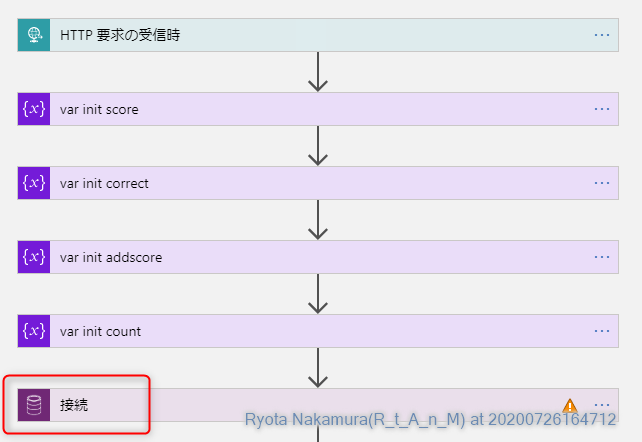 HTTP 要求の受信時
{x} var init score
{x} var init correct
{x} var init addscore
{x} var init count
接続
Ryota Nakamura(R_t_A_n_M) at 20200726164712